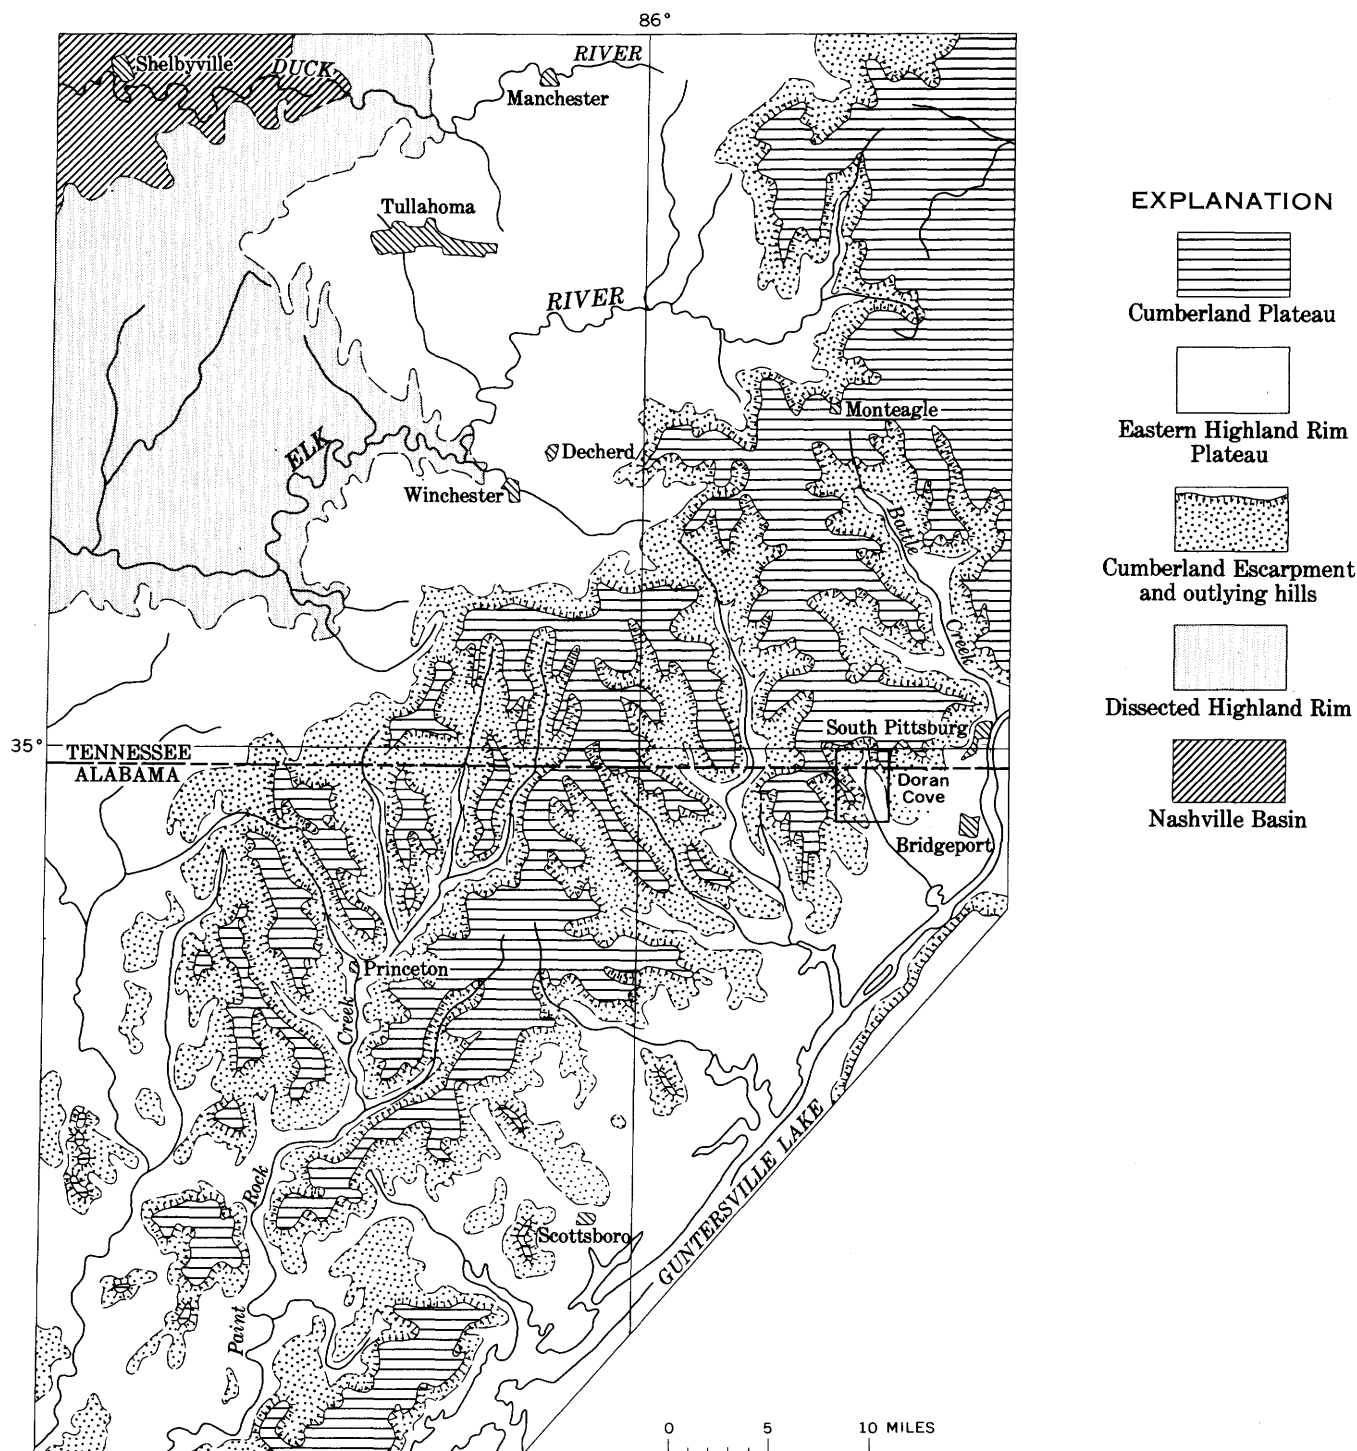 86°
RIVER
Shelbyville
DUCK
Manchester
EXPLANATION
Tullahoma
Cumberland Plateau
RIVER
Monteagle
Eastern Highland Rim
Plateau
ELK
Decherd
Winchester
Battle
Creek
Cumberland Escarpment
and outlying hills
Dissected Highland Rim
South Pittsburg
35°
TENNESSEE
ALABAMA
Doran
Cove
Nashville Basin
Bridgeport
Princeton
Creek
Rock
Paint
GUNTERSVILLE LAKE
Scottsboro
0 5 10 MILES